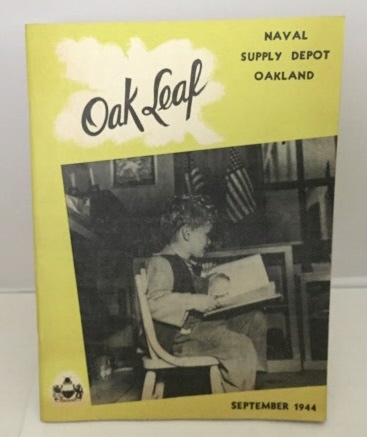 Oak Leaf
NAVAL
SUPPLY DEPOT
OAKLAND
SEPTEMBER 1944